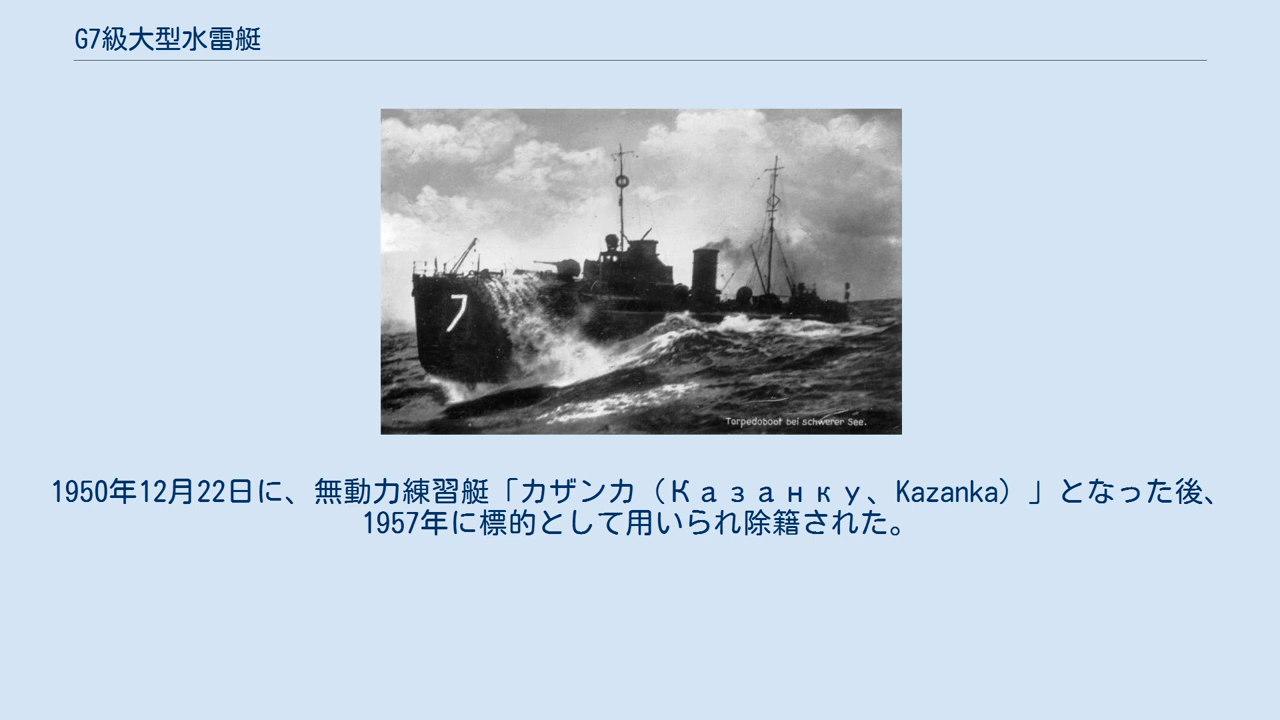 G7級大型水雷艇
7
Torpedoboot bei schwerer See.
1950年12月22日に、無動力練習艇「カザンカ（Казанку、Kazanka）」となった後、
1957年に標的として用いられ除籍された。